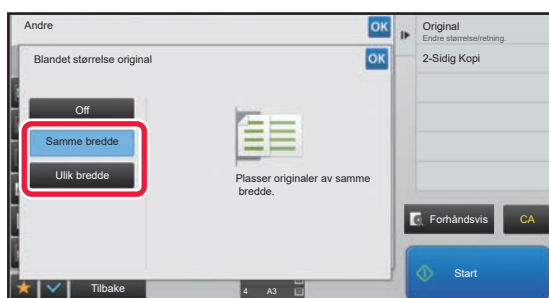 Andre
OK
Original
Endre størrelse/retning.
Blandet størrelse original
OK
2-Sidig Kopi
Off
Samme bredde
Ulik bredde
Plasser originaler av samme
bredde.
Forhåndsvis
CA
Start
Tilbake
4 A3